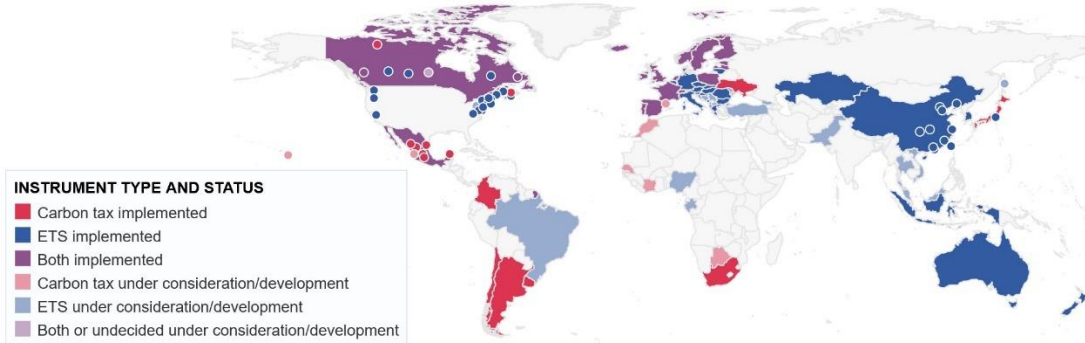 INSTRUMENT TYPE AND STATUS
Carbon tax implemented
ETS implemented
Both implemented
Carbon tax under consideration/development
ETS under consideration/development
Both or undecided under consideration/development